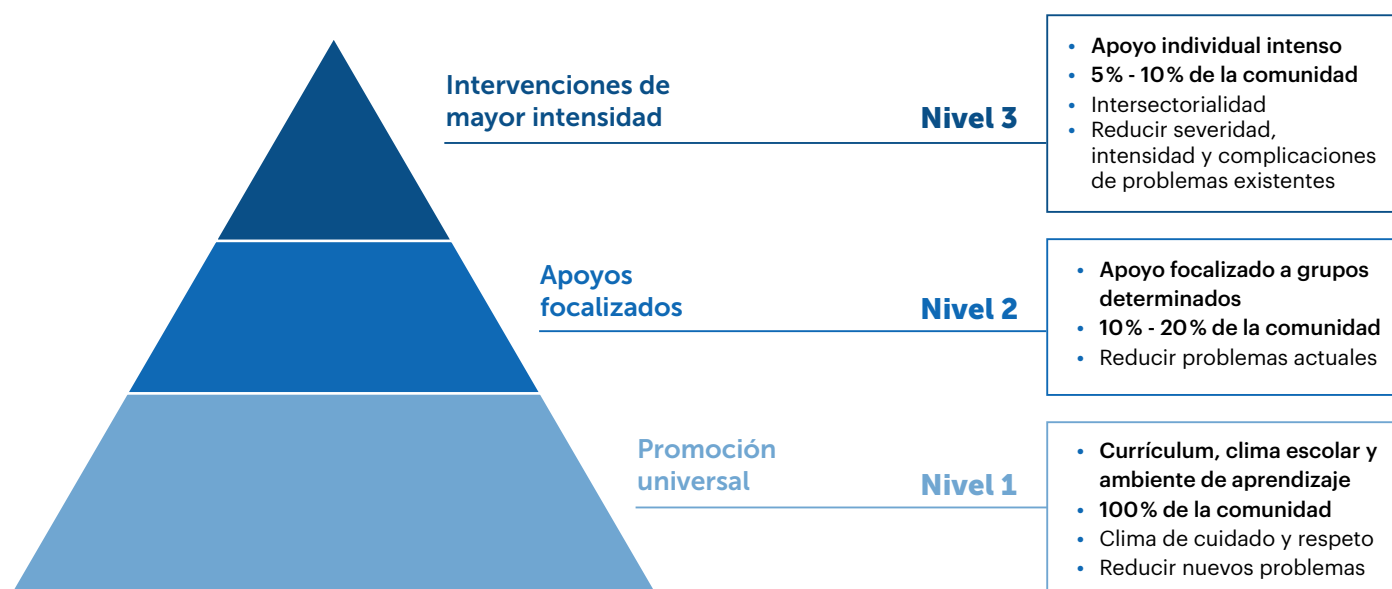 Intervenciones de
mayor intensidad
Nivel 3
• Apoyo individual intenso
• 5% - 10% de la comunidad
• Intersectorialidad
• Reducir severidad,
intensidad y complicaciones
de problemas existentes
Apoyos
focalizados
Nivel 2
• Apoyo focalizado a grupos
determinados
• 10% - 20% de la comunidad
• Reducir problemas actuales
Promoción
universal
Nivel 1
• Currículum, clima escolar y
ambiente de aprendizaje
• 100% de la comunidad
• Clima de cuidado y respeto
• Reducir nuevos problemas